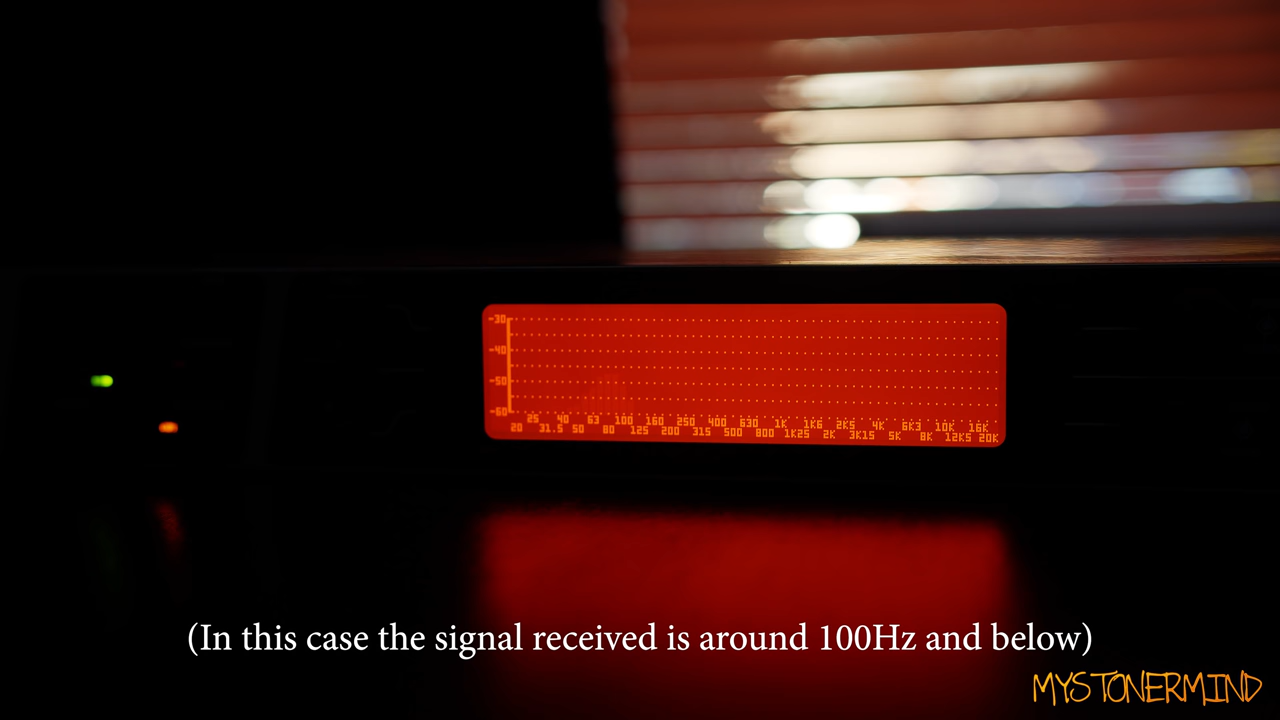 -30
-40
-50
-60
25 40 63 100 160 250 400 630 1K 1K6 2K5 4K 6K3 10K 16K
20 31.5 50 80 125 200 315 500 800 1K25 2K 3K15 5K 8K 12K5 20K
(In this case the signal received is around 100Hz and below)
MYSTONERMIND